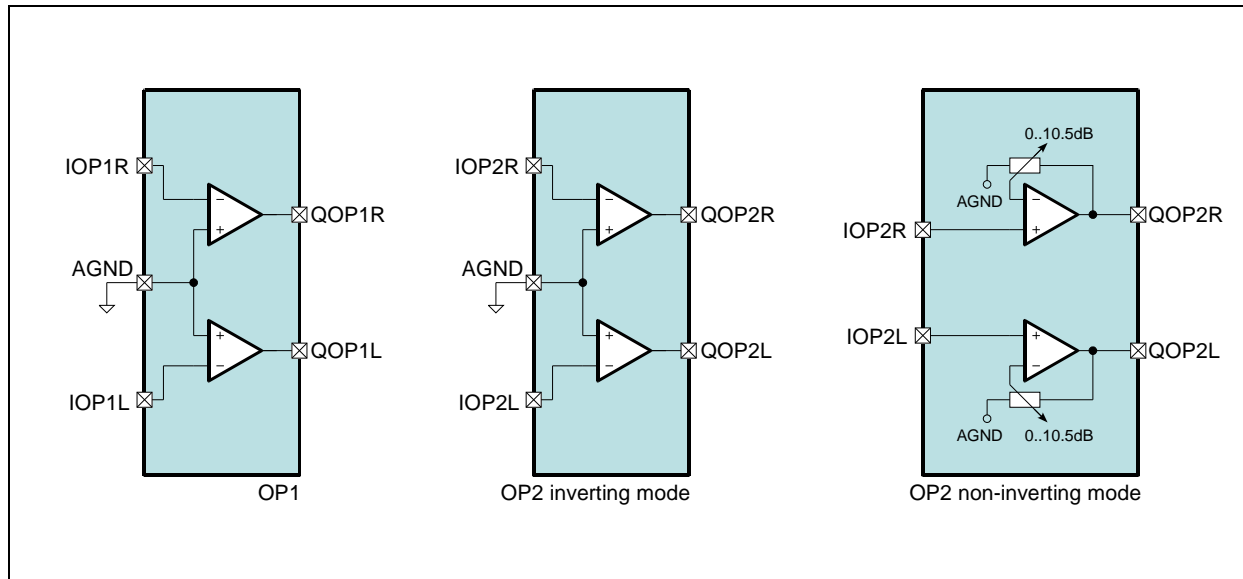 IOP1R
QOP1R
AGND
QOP1L
IOP1L
OP1
IOP2R
QOP2R
AGND
QOP2L
IOP2L
OP2 inverting mode
0..10.5dB
AGND
QOP2R
IOP2R
IOP2L
QOP2L
AGND
0..10.5dB
OP2 non-inverting mode